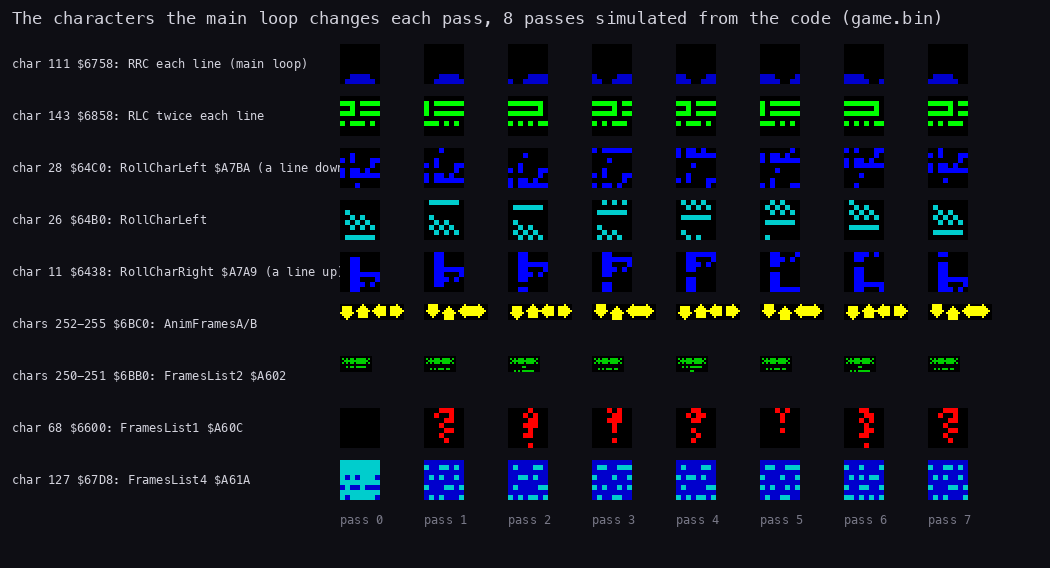 The characters the main loop changes each pass, 8 passes simulated from the code (game.bin)
char 111 $6758: RRC each line (main loop)
char 143 $6858: RLC twice each line
char 28 $64C0: RollCharLeft $A7BA (a line down
char 26 $64B0: RollCharLeft
char 11 $6438: RollCharRight $A7A9 (a line up)
chars 252–255 $6BC0: AnimFramesA/B
chars 250–251 $6BB0: FramesList2 $A602
char 68 $6600: FramesList1 $A60C
char 127 $67D8: FramesList4 $A61A
pass 0 pass 1 pass 2 pass 3 pass 4 pass 5 pass 6 pass 7